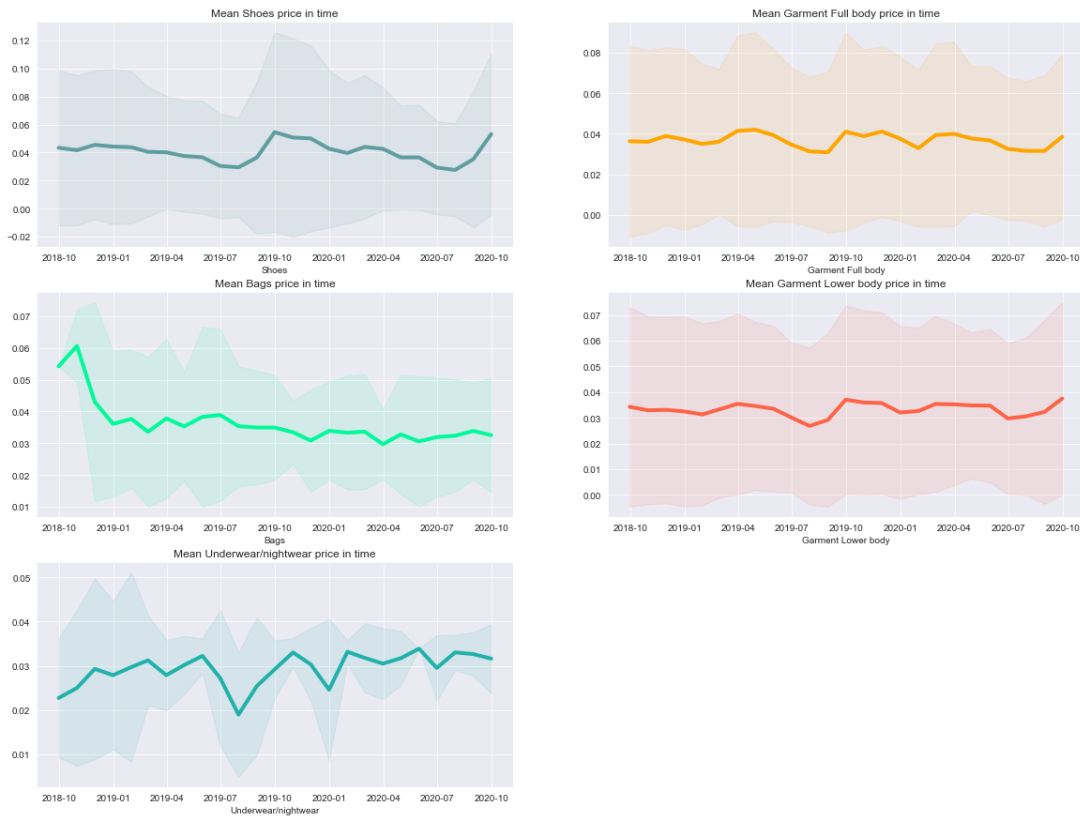 Mean Shoes price in time
0.12
0.10
0.08
0.06
0.04
0.02
0.00
−0.02
2018-10 2019-01 2019-04 2019-07 2019-10 2020-01 2020-04 2020-07 2020-10
Shoes
Mean Garment Full body price in time
0.08
0.06
0.04
0.02
0.00
2018-10 2019-01 2019-04 2019-07 2019-10 2020-01 2020-04 2020-07 2020-10
Garment Full body
Mean Bags price in time
0.07
0.06
0.05
0.04
0.03
0.02
0.01
2018-10 2019-01 2019-04 2019-07 2019-10 2020-01 2020-04 2020-07 2020-10
Bags
Mean Garment Lower body price in time
0.07
0.06
0.05
0.04
0.03
0.02
0.01
0.00
2018-10 2019-01 2019-04 2019-07 2019-10 2020-01 2020-04 2020-07 2020-10
Garment Lower body
Mean Underwear/nightwear price in time
0.05
0.04
0.03
0.02
0.01
2018-10 2019-01 2019-04 2019-07 2019-10 2020-01 2020-04 2020-07 2020-10
Underwear/nightwear